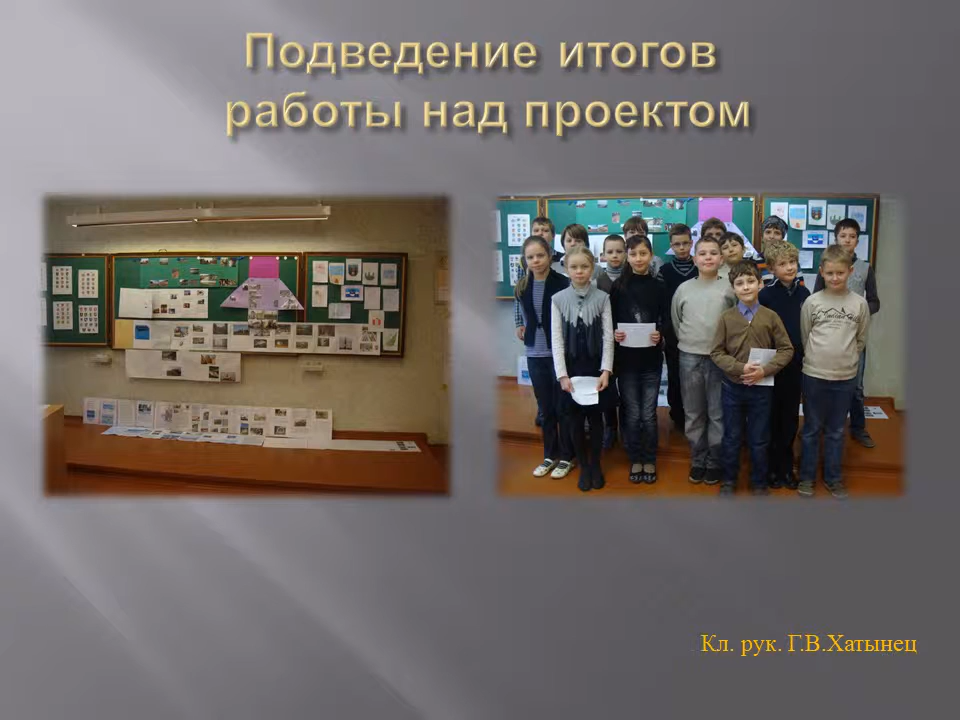 Подведение итогов
работы над проектом
Кл. рук. Г.В.Хатынец